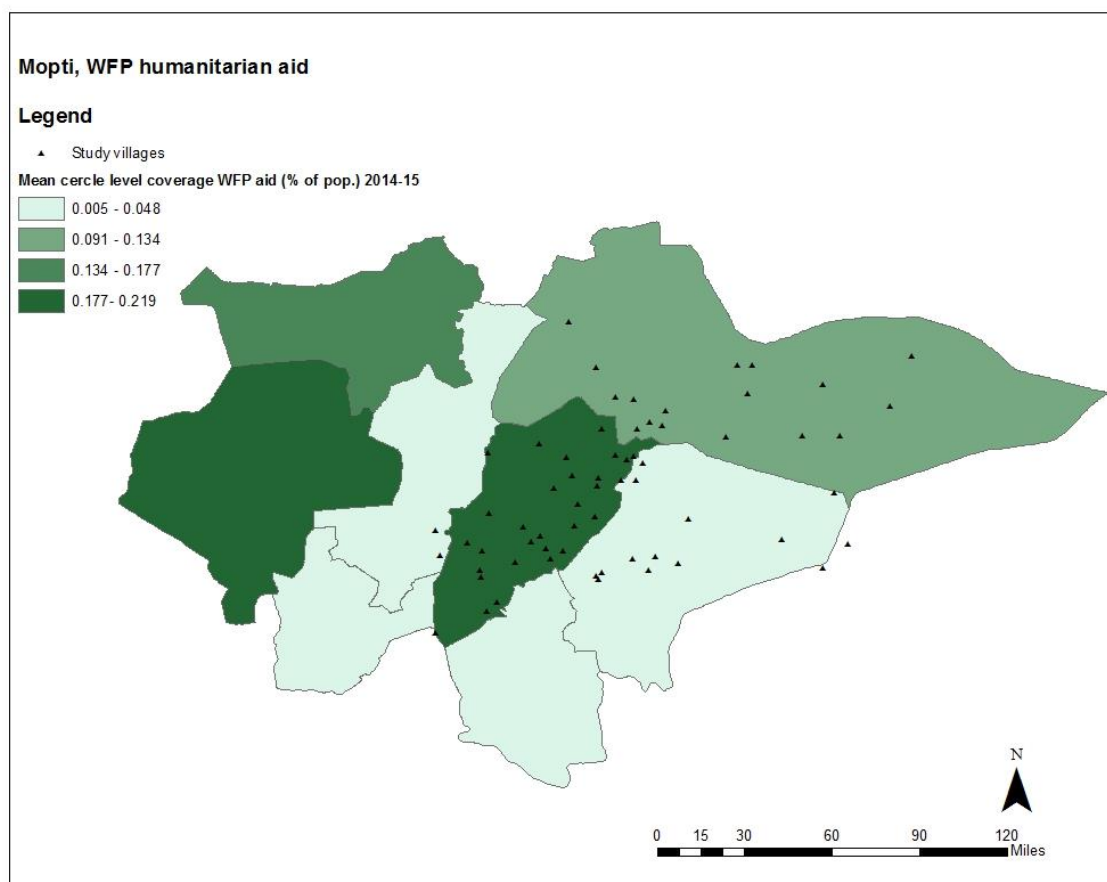 Mopti, WFP humanitarian aid
Legend
Study villages
Mean cercle level coverage WFP aid (% of pop.) 2014-15
0.005 - 0.048
0.091 - 0.134
0.134 - 0.177
0.177- 0.219
N
0 15 30 60 90 120
Miles